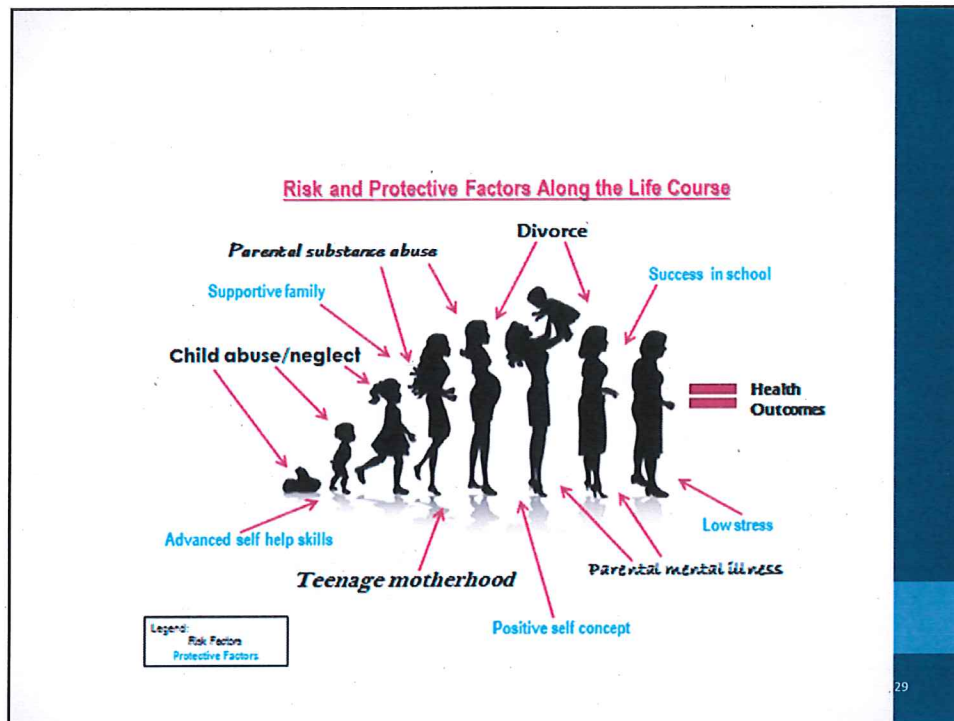 Risk and Protective Factors Along the Life Course
Divorce
Parental substance abuse
Success in school
Supportive family
Child abuse/neglect
Health
Outcomes
Low stress
Advanced self help skills
Parental mental illness
Teenage motherhood
Positive self concept
Legend:
Risk Factors
Protective Factors
29